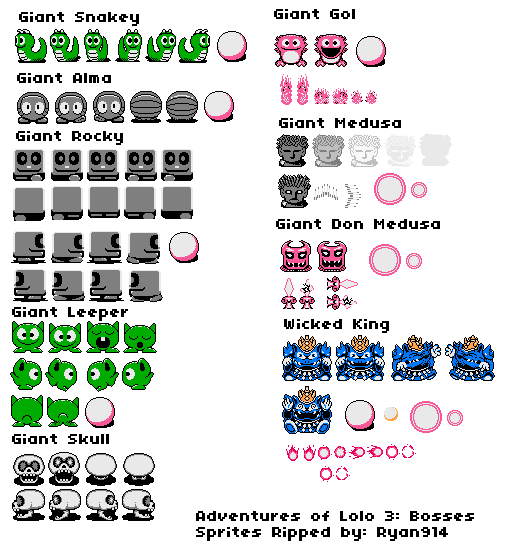 Giant Snakey
Giant Alma
Giant Rocky
Giant Leeper
Giant Skull
Giant Gol
Giant Medusa
Giant Don Medusa
Wicked King
Adventures of Lolo 3: Bosses
Sprites Ripped by: Ryan914